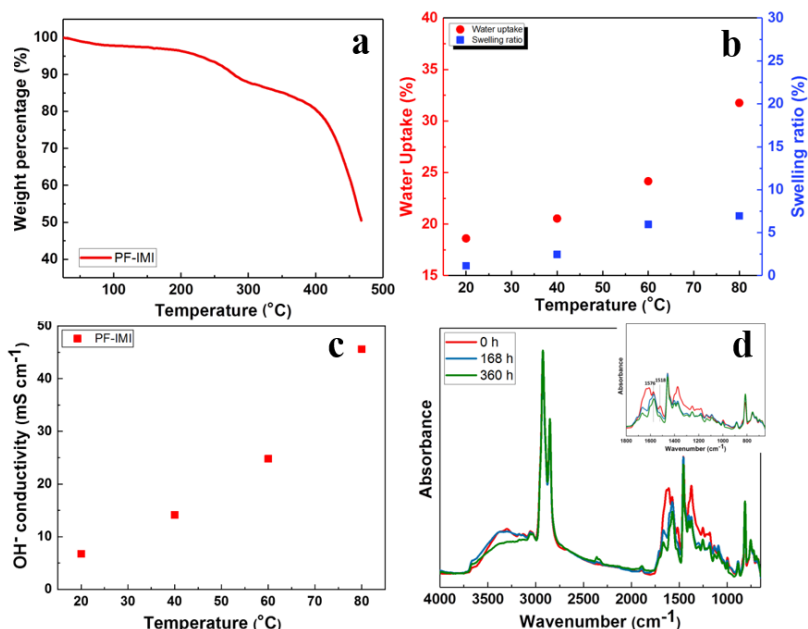 a
Weight percentage (%)
100
90
80
70
60
50
40
PF-IMI
100
200
300
400
500
Temperature (°C)
b
Water uptake
Swelling ratio
Water Uptake (%)
40
35
30
25
20
15
Swelling ratio (%)
30
25
20
15
10
5
0
20
30
40
50
60
70
80
Temperature (°C)
c
PF-IMI
OH⁻ conductivity (mS cm⁻¹)
50
40
30
20
10
0
20
30
40
50
60
70
80
Temperature (°C)
d
0 h
168 h
360 h
Absorbance
4000
3500
3000
2500
2000
1500
1000
Wavenumber (cm⁻¹)
Absorbance
1570
1518
1800
1600
1400
1200
1000
800
Wavenumber (cm⁻¹)